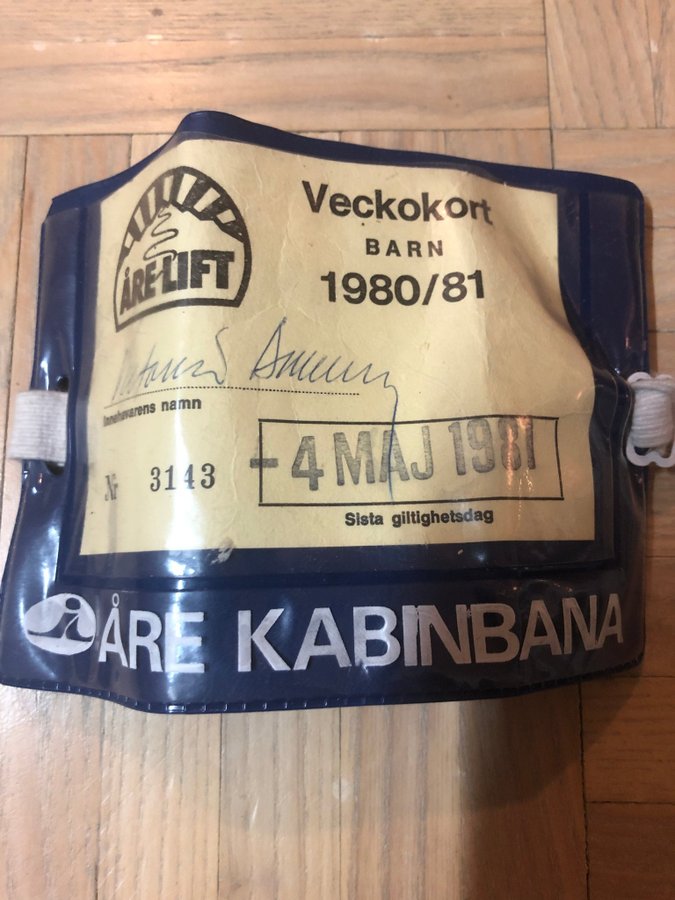 ÅRE-LIFT
Veckokort
BARN
1980/81
Innehavarens namn
Nr 3143
-4 MAJ 1981
Sista giltighetsdag
ÅRE KABINBANA